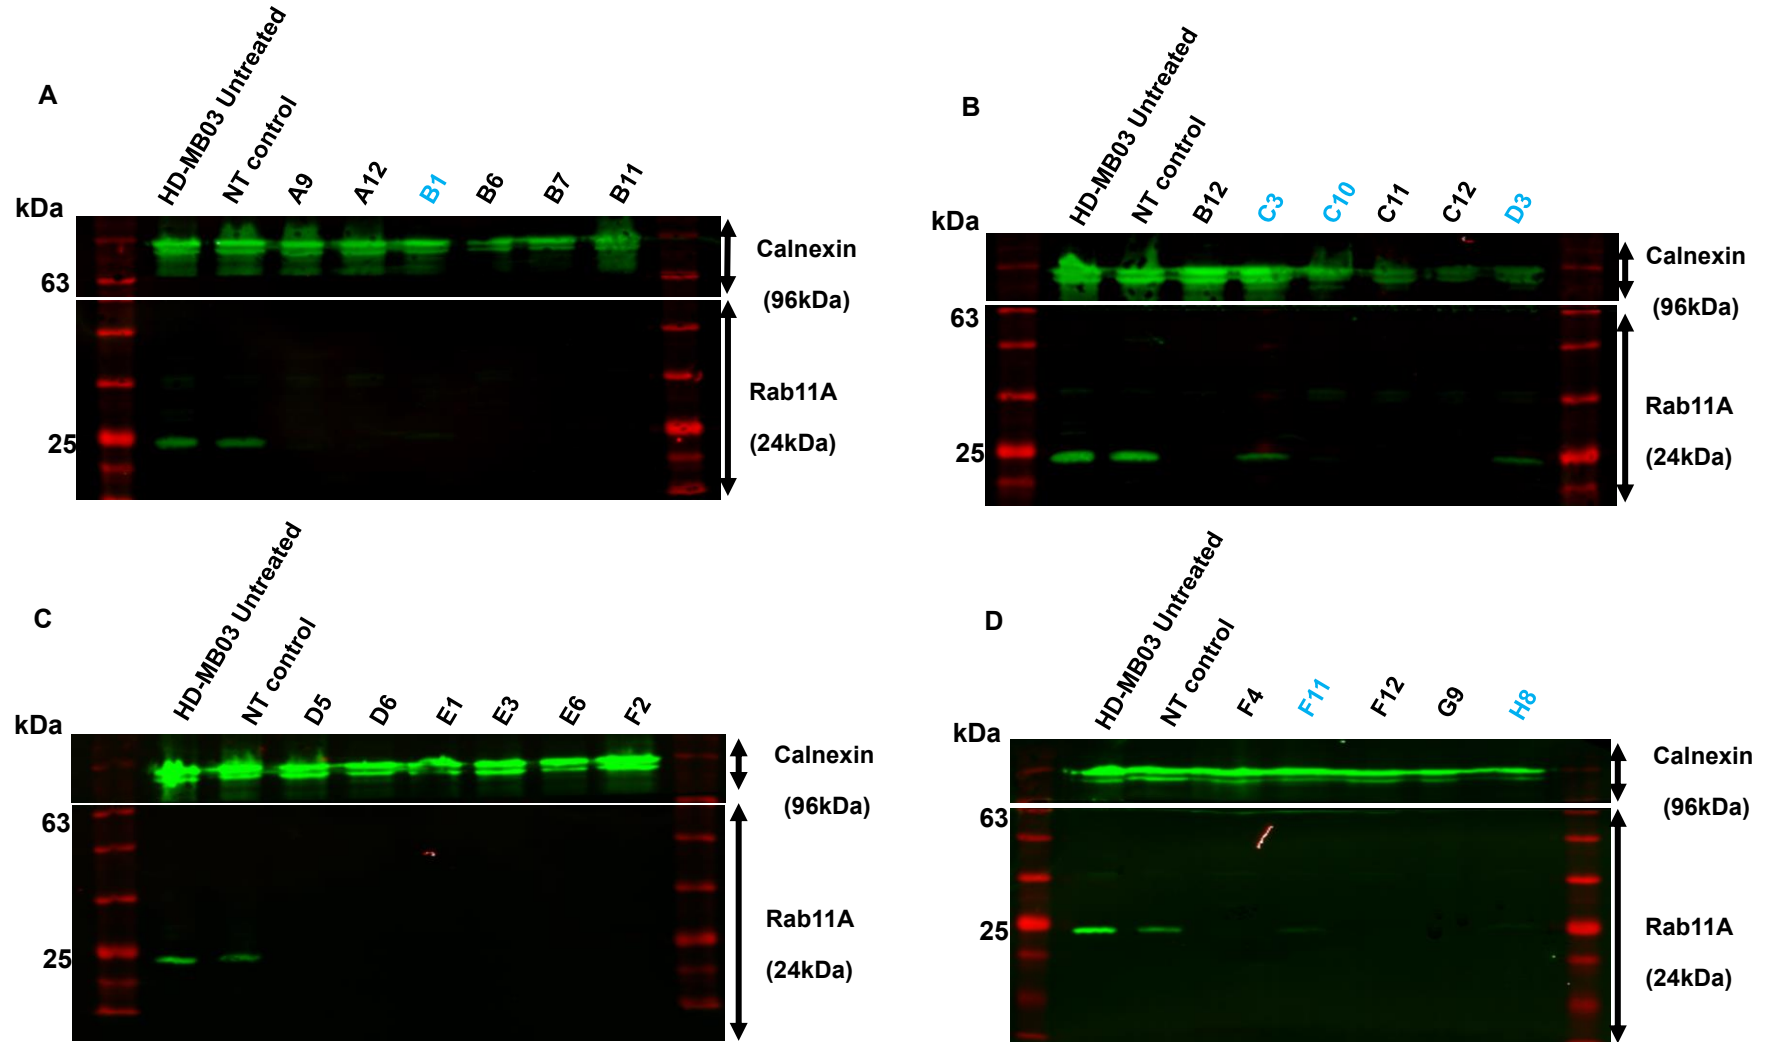 A
HD-MB03 Untreated
NT control
A9
A12
B1
B6
B7
B11
kDa
63
25
Calnexin
(96kDa)
Rab11A
(24kDa)
B
HD-MB03 Untreated
NT control
B12
C3
C10
C11
C12
D3
kDa
63
25
Calnexin
(96kDa)
Rab11A
(24kDa)
C
HD-MB03 Untreated
NT control
D5
D6
E1
E3
E6
F2
kDa
63
25
Calnexin
(96kDa)
Rab11A
(24kDa)
D
HD-MB03 Untreated
NT control
F4
F11
F12
G9
H8
kDa
63
25
Calnexin
(96kDa)
Rab11A
(24kDa)